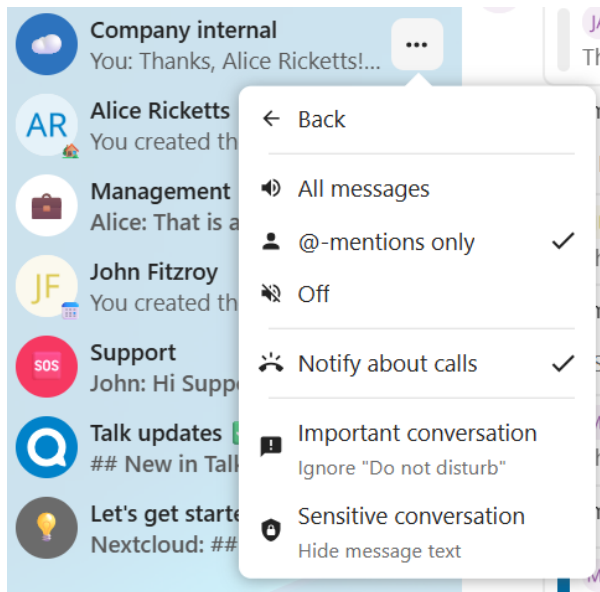 Company internal
You: Thanks, Alice Ricketts!...
AR
Alice Ricketts
You created th
Management
Alice: That is a
JF
John Fitzroy
You created th
SOS
Support
John: Hi Supp
Talk updates
## New in Talk
Let's get starte
Nextcloud: ##
Back
All messages
@-mentions only
Off
Notify about calls
Important conversation
Ignore "Do not disturb"
Sensitive conversation
Hide message text